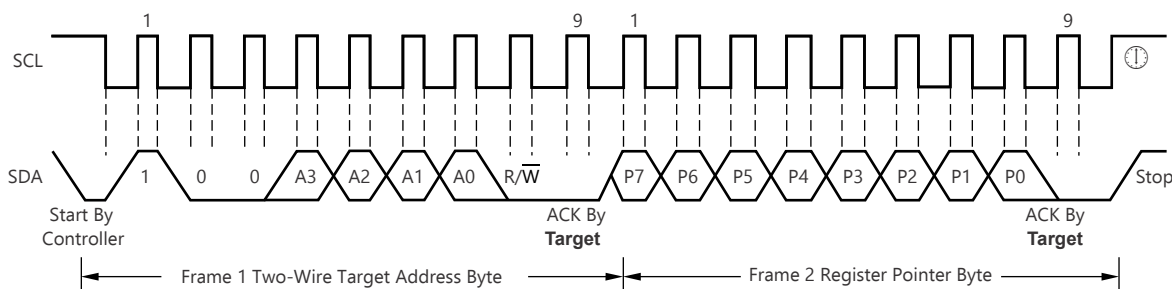 1 9 1 9
SCL
SDA 1 0 0 A3 A2 A1 A0 R/W̅ P7 P6 P5 P4 P3 P2 P1 P0 Stop
Start By
Controller
ACK By
Target
ACK By
Target
Frame 1 Two-Wire Target Address Byte
Frame 2 Register Pointer Byte